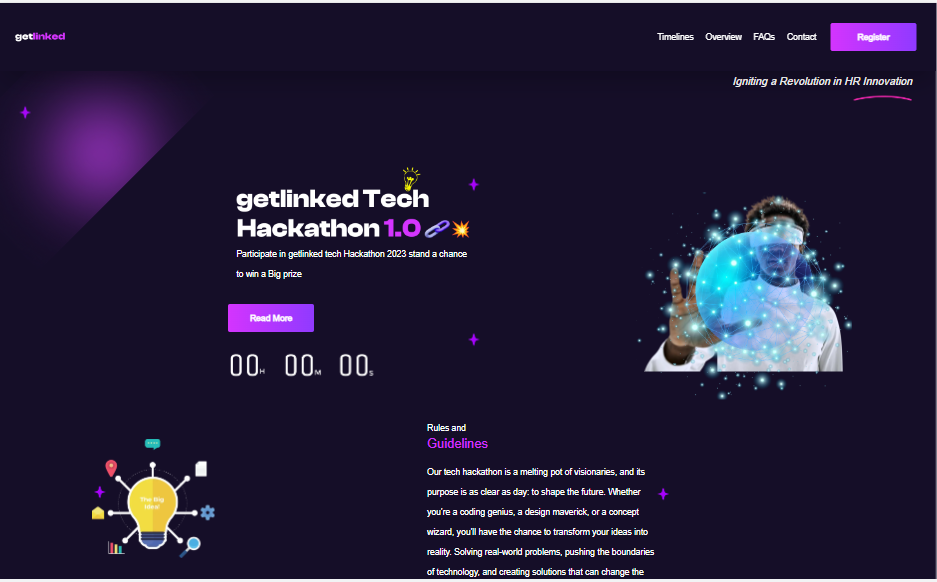 getlinked
Timelines Overview FAQs Contact Register
Igniting a Revolution in HR Innovation
getlinked Tech
Hackathon 1.0 🔗💥
Participate in getlinked tech Hackathon 2023 stand a chance
to win a Big prize
Read More
00H 00M 00S
Rules and
Guidelines
The Big
Idea!
Our tech hackathon is a melting pot of visionaries, and its
purpose is as clear as day: to shape the future. Whether
you're a coding genius, a design maverick, or a concept
wizard, you'll have the chance to transform your ideas into
reality. Solving real-world problems, pushing the boundaries
of technology, and creating solutions that can change the